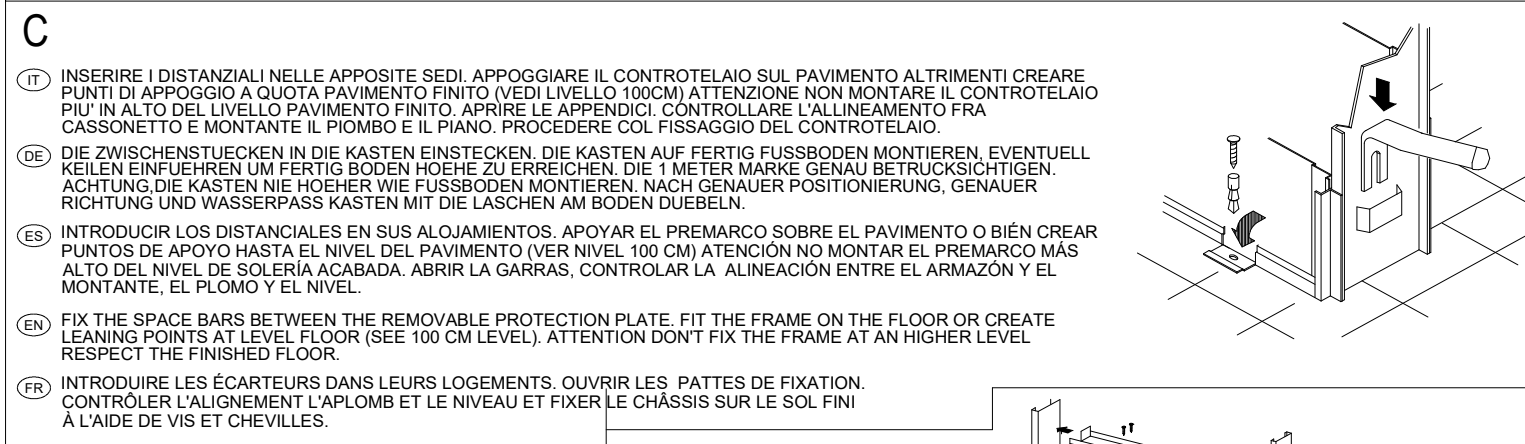 C
IT INSERIRE I DISTANZIALI NELLE APPOSITE SEDI. APPOGGIARE IL CONTROTELAIO SUL PAVIMENTO ALTRIMENTI CREARE
PUNTI DI APPOGGIO A QUOTA PAVIMENTO FINITO (VEDI LIVELLO 100CM) ATTENZIONE NON MONTARE IL CONTROTELAIO
PIU' IN ALTO DEL LIVELLO PAVIMENTO FINITO. APRIRE LE APPENDICI. CONTROLLARE L'ALLINEAMENTO FRA
CASSONETTO E MONTANTE IL PIOMBO E IL PIANO. PROCEDERE COL FISSAGGIO DEL CONTROTELAIO.
DE DIE ZWISCHENSTUECKEN IN DIE KASTEN EINSTECKEN. DIE KASTEN AUF FERTIG FUSSBODEN MONTIEREN, EVENTUELL
KEILEN EINFUEHREN UM FERTIG BODEN HOEHE ZU ERREICHEN. DIE 1 METER MARKE GENAU BETRUCKSICHTIGEN.
ACHTUNG,DIE KASTEN NIE HOEHER WIE FUSSBODEN MONTIEREN. NACH GENAUER POSITIONIERUNG, GENAUER
RICHTUNG UND WASSERPASS KASTEN MIT DIE LASCHEN AM BODEN DUEBELN.
ES INTRODUCIR LOS DISTANCIALES EN SUS ALOJAMIENTOS. APOYAR EL PREMARCO SOBRE EL PAVIMENTO O BIÉN CREAR
PUNTOS DE APOYO HASTA EL NIVEL DEL PAVIMENTO (VER NIVEL 100 CM) ATENCIÓN NO MONTAR EL PREMARCO MÁS
ALTO DEL NIVEL DE SOLERÍA ACABADA. ABRIR LA GARRAS, CONTROLAR LA ALINEACIÓN ENTRE EL ARMAZÓN Y EL
MONTANTE, EL PLOMO Y EL NIVEL.
EN FIX THE SPACE BARS BETWEEN THE REMOVABLE PROTECTION PLATE. FIT THE FRAME ON THE FLOOR OR CREATE
LEANING POINTS AT LEVEL FLOOR (SEE 100 CM LEVEL). ATTENTION DON'T FIX THE FRAME AT AN HIGHER LEVEL
RESPECT THE FINISHED FLOOR.
FR INTRODUIRE LES ÉCARTEURS DANS LEURS LOGEMENTS. OUVRIR LES PATTES DE FIXATION.
CONTRÔLER L'ALIGNEMENT L'APLOMB ET LE NIVEAU ET FIXER LE CHÂSSIS SUR LE SOL FINI
À L'AIDE DE VIS ET CHEVILLES.